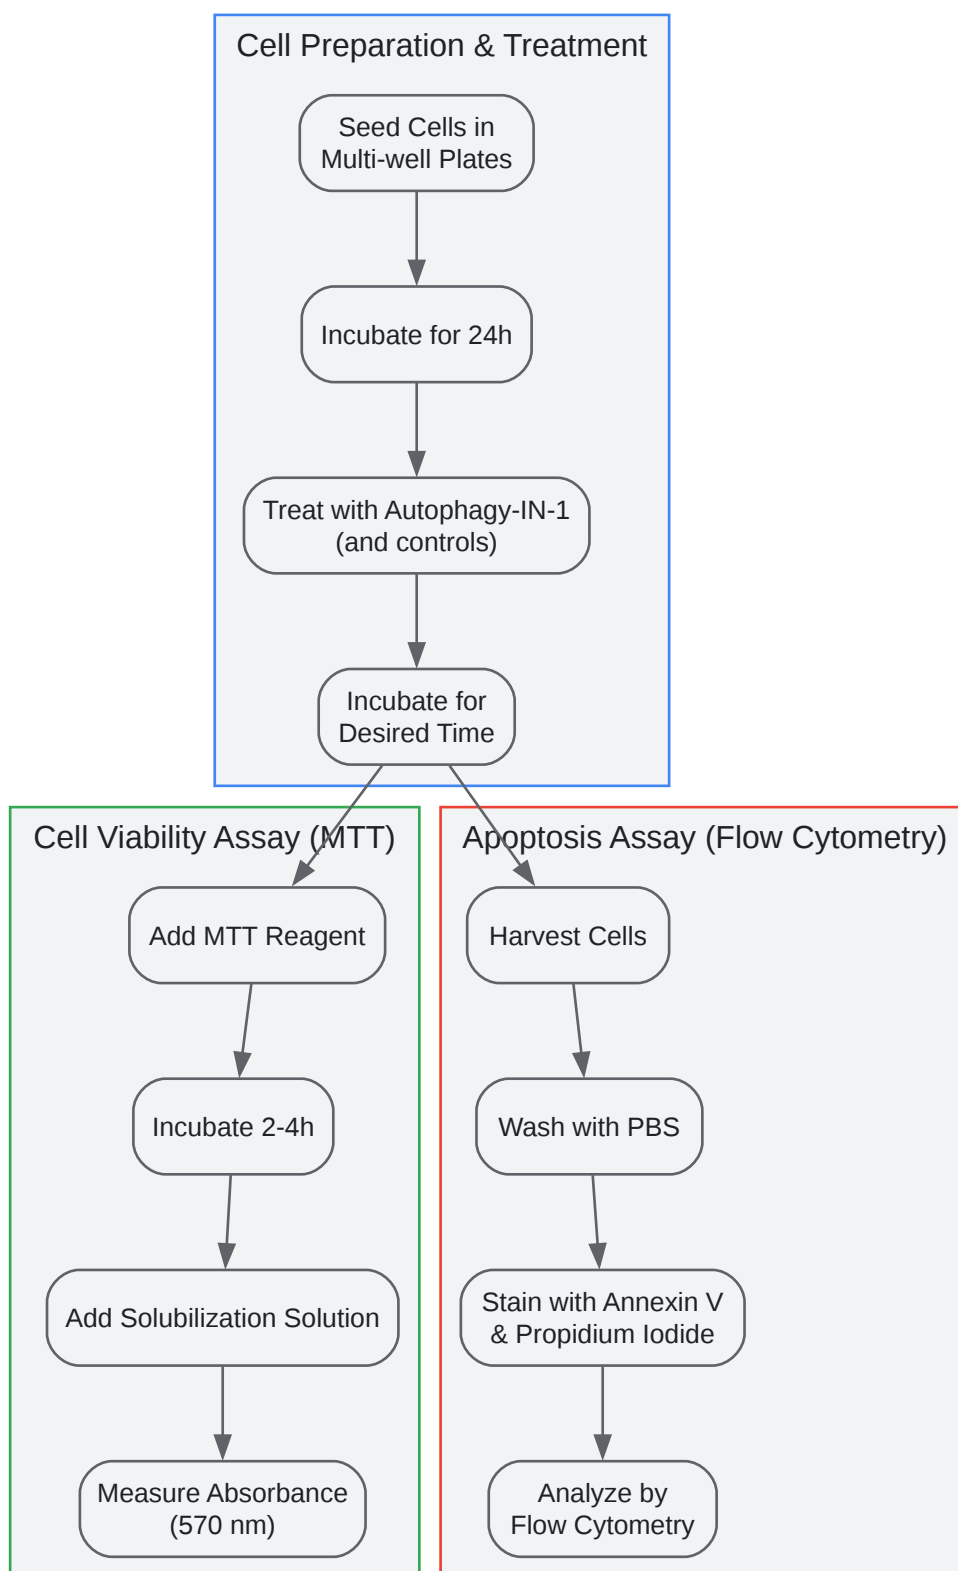 Cell Preparation & Treatment
Seed Cells in
Multi-well Plates
Incubate for 24h
Treat with Autophagy-IN-1
(and controls)
Incubate for
Desired Time
Cell Viability Assay (MTT)
Add MTT Reagent
Incubate 2-4h
Add Solubilization Solution
Measure Absorbance
(570 nm)
Apoptosis Assay (Flow Cytometry)
Harvest Cells
Wash with PBS
Stain with Annexin V
& Propidium Iodide
Analyze by
Flow Cytometry